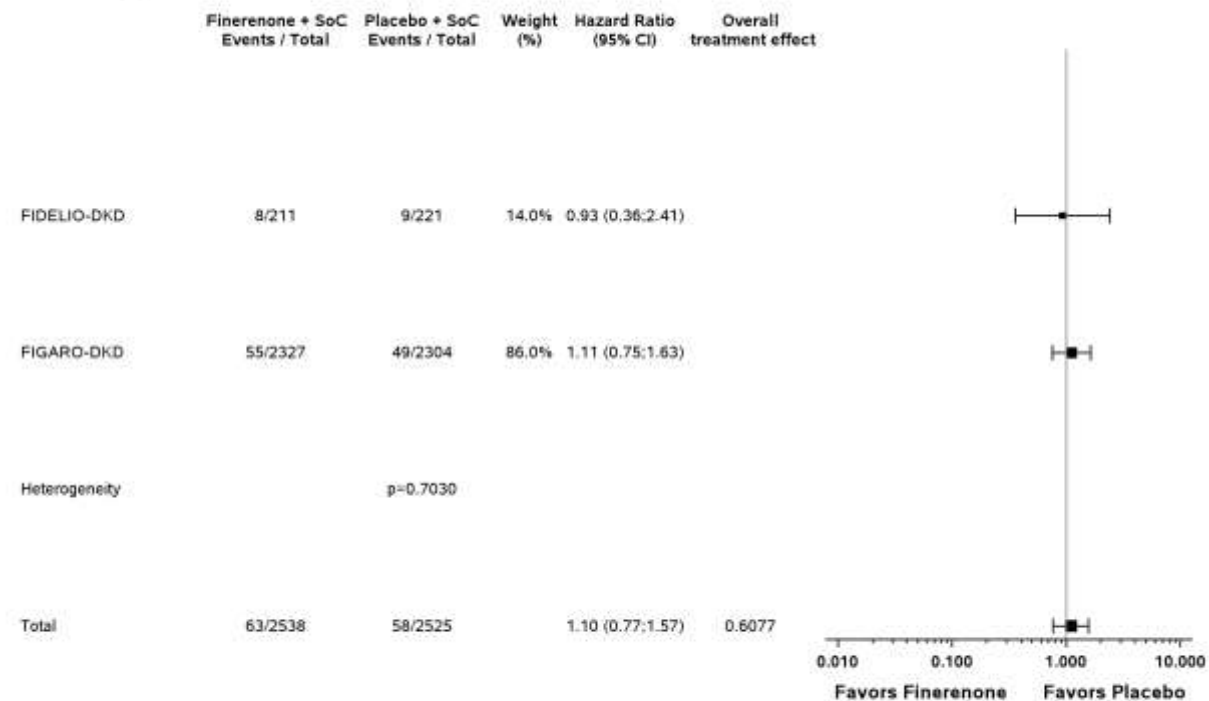 Finerenone + SoC Placebo + SoC Weight Hazard Ratio Overall
Events / Total Events / Total (%) (95% CI) treatment effect
FIDELIO-DKD 8/211 9/221 14.0% 0.93 (0.36;2.41)
FIGARO-DKD 55/2327 49/2304 86.0% 1.11 (0.75;1.63)
Heterogeneity p=0.7030
Total 63/2538 58/2525 1.10 (0.77;1.57) 0.6077
0.010 0.100 1.000 10.000
Favors Finerenone Favors Placebo